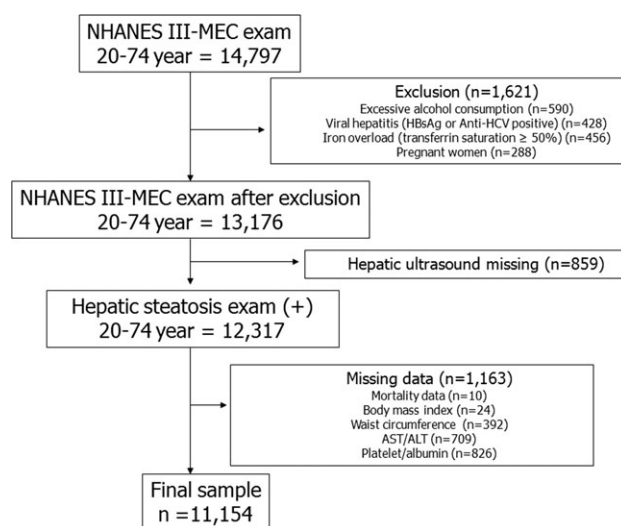 NHANES III-MEC exam
20-74 year = 14,797
Exclusion (n=1,621)
Excessive alcohol consumption (n=590)
Viral hepatitis (HBsAg or Anti-HCV positive) (n=428)
Iron overload (transferrin saturation ≥ 50%) (n=456)
Pregnant women (n=288)
NHANES III-MEC exam after exclusion
20-74 year = 13,176
Hepatic ultrasound missing (n=859)
Hepatic steatosis exam (+)
20-74 year = 12,317
Missing data (n=1,163)
Mortality data (n=10)
Body mass index (n=24)
Waist circumference (n=392)
AST/ALT (n=709)
Platelet/albumin (n=826)
Final sample
n =11,154